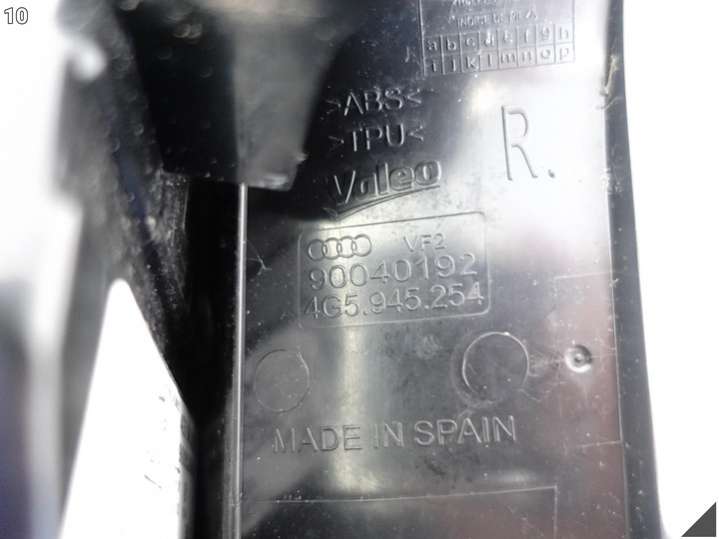 10
a b c d e f g h
i j k l m n o p
>ABS<
>TPU<
R.
Valeo
VF2
90040192
4G5.945.254
MADE IN SPAIN